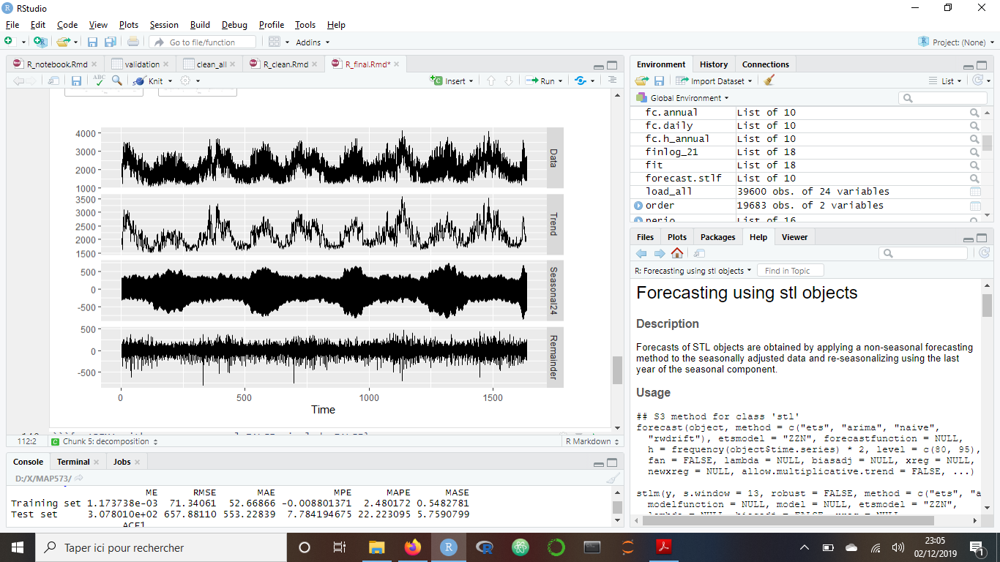 RStudio
File Edit Code View Plots Session Build Debug Profile Tools Help
Go to file/function
Addins
Project: (None)
R_notebook.Rmd
validation
clean_all
R_clean.Rmd
R_final.Rmd*
ABC
Knit
Insert
Run
4000
3000
2000
1000
Data
3500
3000
2500
2000
1500
Trend
500
0
-500
Seasonal24
500
0
-500
Remainder
0 500 1000 1500
Time
112:2
Chunk 5: decomposition
R Markdown
Console Terminal Jobs
D:/X/MAP573/
ME RMSE MAE MPE MAPE MASE
Training set 1.173738e-03 71.34061 52.66866 -0.008801371 2.480172 0.5482781
Test set 3.078010e+02 657.88110 553.22839 7.784194675 22.223095 5.7590799
ACF1
Environment History Connections
Import Dataset
List
Global Environment
fc.annual List of 10
fc.daily List of 10
fc.h_annual List of 10
finlog_21 List of 18
fit List of 18
forecast.stlf List of 10
load_all 39600 obs. of 24 variables
order 19683 obs. of 2 variables
List of 16
Files Plots Packages Help Viewer
R: Forecasting using stl objects
Find in Topic
Forecasting using stl objects
Description
Forecasts of STL objects are obtained by applying a non-seasonal forecasting
method to the seasonally adjusted data and re-seasonalizing using the last
year of the seasonal component.
Usage
## S3 method for class 'stl'
forecast(object, method = c("ets", "arima", "naive",
"rwdrift"), etsmodel = "ZZN", forecastfunction = NULL,
h = frequency(object$time.series) * 2, level = c(80, 95),
fan = FALSE, lambda = NULL, biasadj = NULL, xreg = NULL,
newxreg = NULL, allow.multiplicative.trend = FALSE, ...)
stlm(y, s.window = 13, robust = FALSE, method = c("ets", "a
modelfunction = NULL, model = NULL, etsmodel = "ZZN",
Taper ici pour rechercher
23:05
02/12/2019
1